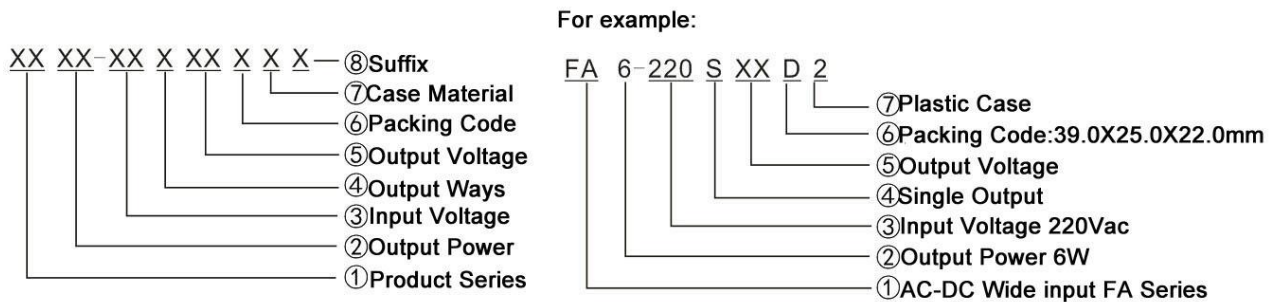 For example:
XX XX-XX X XX X X X
⑧Suffix
⑦Case Material
⑥Packing Code
⑤Output Voltage
④Output Ways
③Input Voltage
②Output Power
①Product Series
FA 6-220 S XX D 2
⑦Plastic Case
⑥Packing Code:39.0X25.0X22.0mm
⑤Output Voltage
④Single Output
③Input Voltage 220Vac
②Output Power 6W
①AC-DC Wide input FA Series